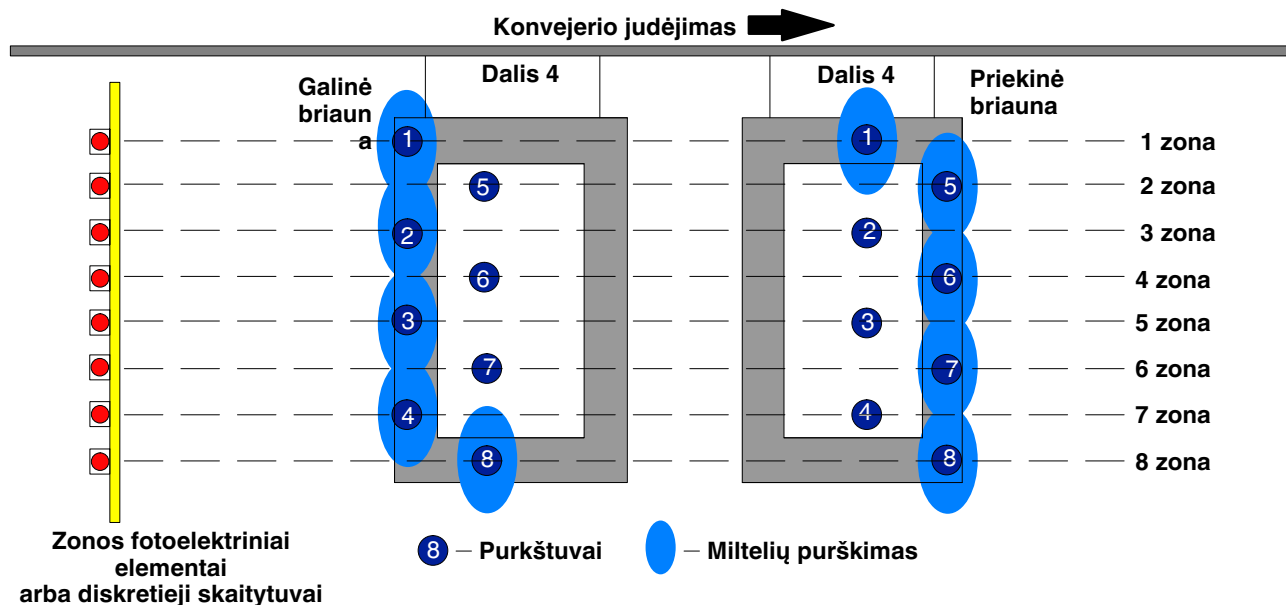 Konvejerio judėjimas
Dalis 4
Dalis 4
Galinė
briaun
a
Priekinė
briauna
1
1
1 zona
5
5
2 zona
2
2
3 zona
6
6
4 zona
3
3
5 zona
7
7
6 zona
4
4
7 zona
8
8
8 zona
Zonos fotoelektriniai
elementai
arba diskretieji skaitytuvai
8 – Purkštuvai
– Miltelių purškimas